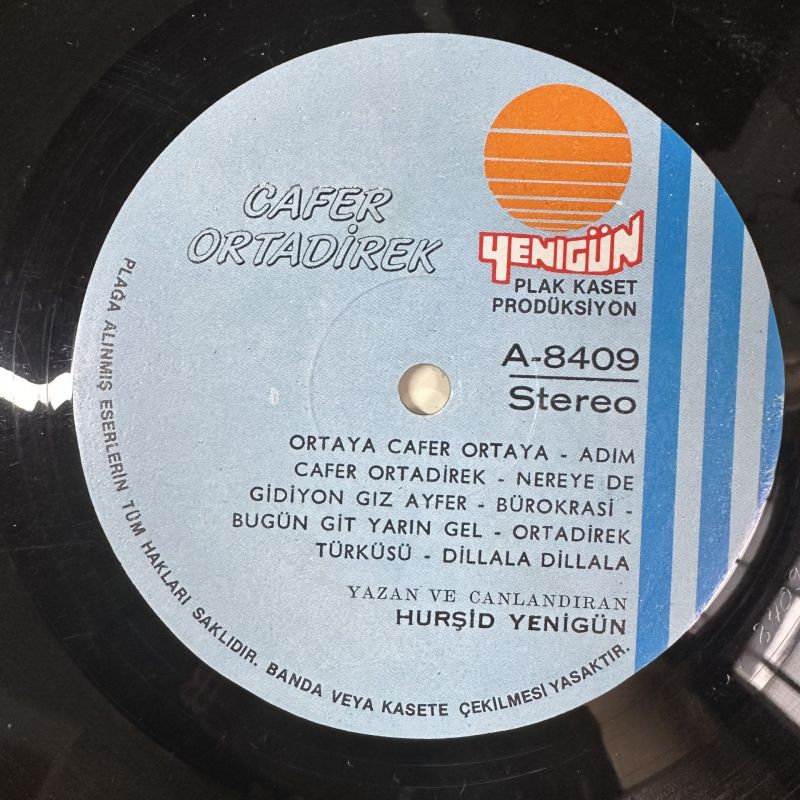 CAFER
ORTADİREK
YENİGÜN
PLAK KASET
PRODÜKSİYON
A-8409
Stereo
ORTAYA CAFER ORTAYA - ADIM
CAFER ORTADİREK - NEREYE DE
GİDİYON GIZ AYFER - BÜROKRASİ -
BUGÜN GİT YARIN GEL - ORTADİREK
TÜRKÜSÜ - DİLLALA DİLLALA
YAZAN VE CANLANDIRAN
HURŞİD YENİGÜN
PLAĞA ALINMIŞ ESERLERİN TÜM HAKLARI SAKLIDIR. BANDA VEYA KASETE ÇEKİLMESİ YASAKTIR.